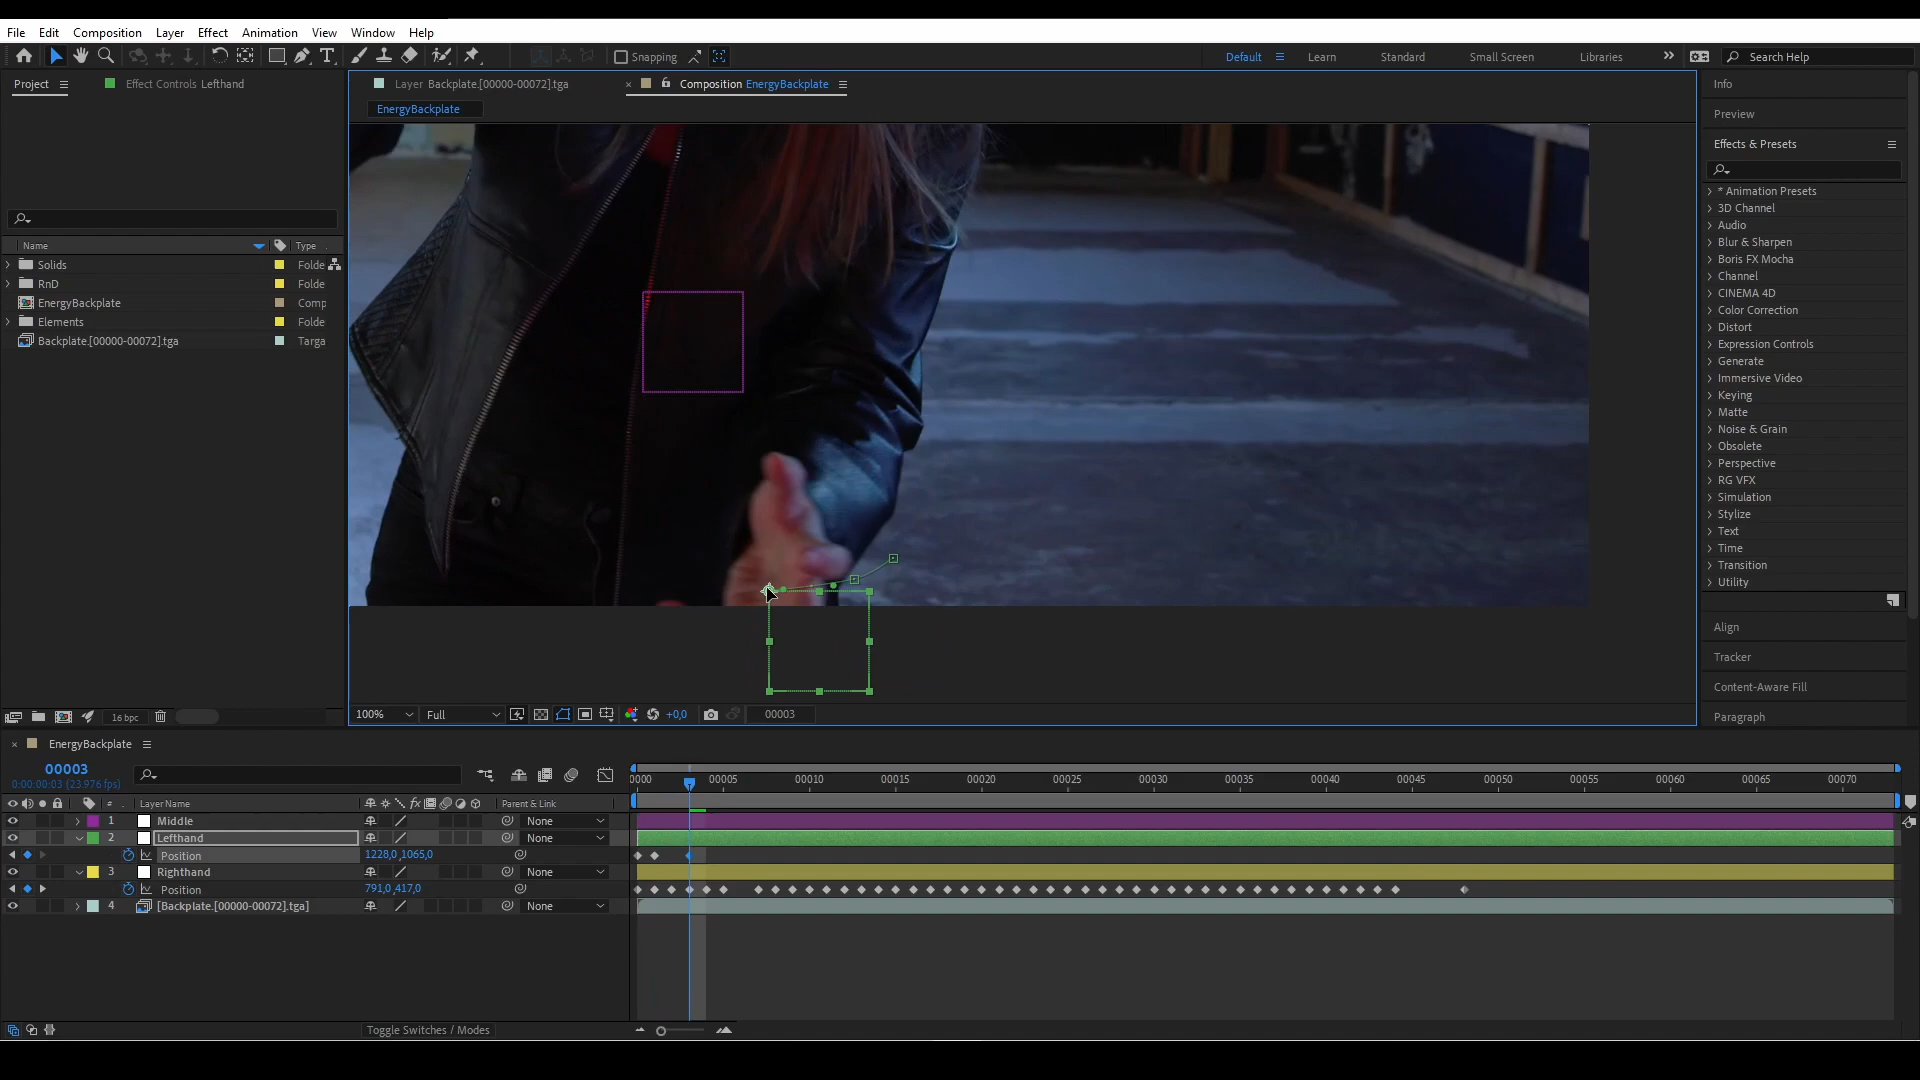 File Edit Composition Layer Effect Animation View Window Help
Snapping Default Learn Standard Small Screen Libraries Search Help
Project Effect Controls Lefthand
Layer Backplate.[00000-00072].tga
Composition EnergyBackplate
EnergyBackplate
Name Type
Solids Folde
RnD Folde
EnergyBackplate Comp
Elements Folde
Backplate.[00000-00072].tga Targa
16 bpc
100% Full +0,0 00003
Info
Preview
Effects & Presets
* Animation Presets
3D Channel
Audio
Blur & Sharpen
Boris FX Mocha
Channel
CINEMA 4D
Color Correction
Distort
Expression Controls
Generate
Immersive Video
Keying
Matte
Noise & Grain
Obsolete
Perspective
RG VFX
Simulation
Stylize
Text
Time
Transition
Utility
Align
Tracker
Content-Aware Fill
Paragraph
EnergyBackplate
00003
0:00:00:03 (23.976 fps)
0000 00005 00010 00015 00020 00025 00030 00035 00040 00045 00050 00055 00060 00065 00070
# Layer Name fx Parent & Link
1 Middle None
2 Lefthand None
Position 1228,0,1065,0
3 Righthand None
Position 791,0,417,0
4 [Backplate.[00000-00072].tga] None
Toggle Switches / Modes